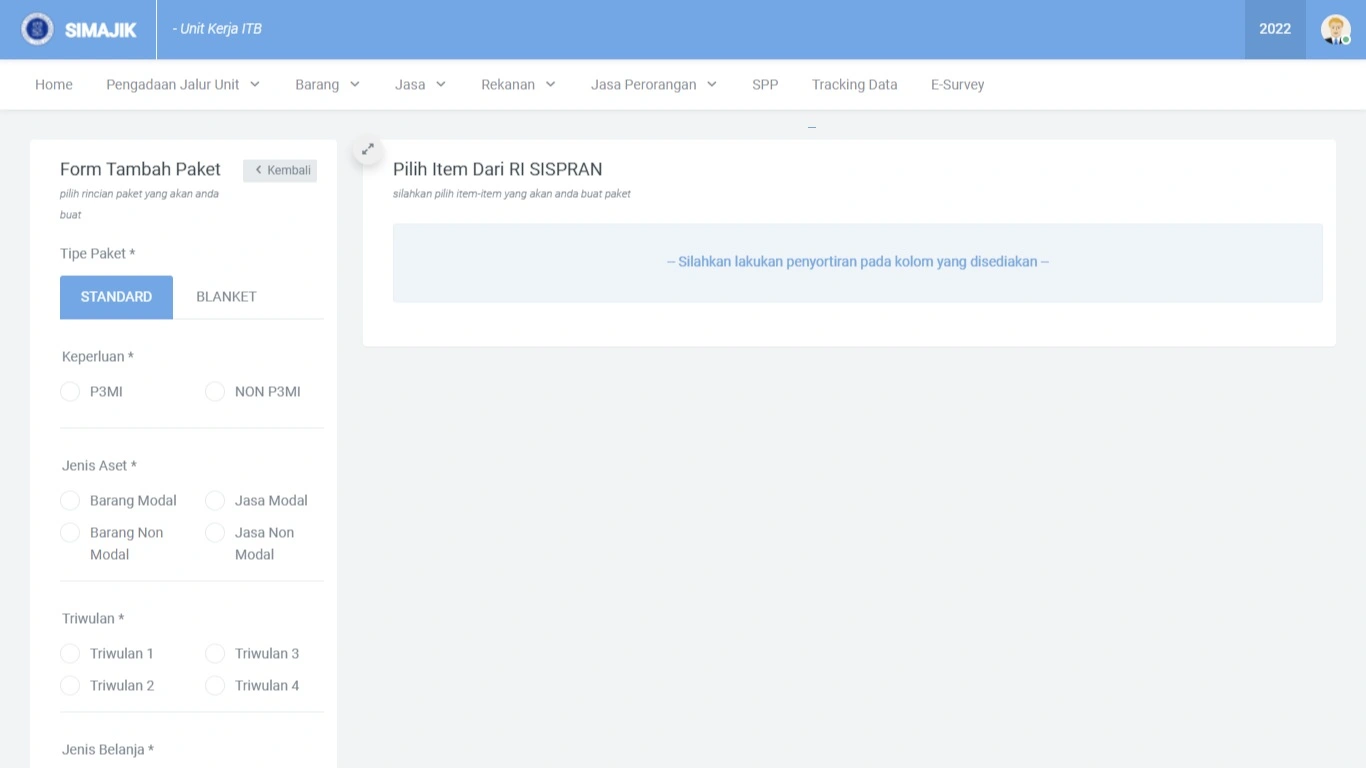 SIMAJIK
- Unit Kerja ITB
2022
Home
Pengadaan Jalur Unit
Barang
Jasa
Rekanan
Jasa Perorangan
SPP
Tracking Data
E-Survey
Form Tambah Paket
Kembali
pilih rincian paket yang akan anda
buat
Tipe Paket *
STANDARD
BLANKET
Keperluan *
P3MI
NON P3MI
Jenis Aset *
Barang Modal
Jasa Modal
Barang Non
Modal
Jasa Non
Modal
Triwulan *
Triwulan 1
Triwulan 3
Triwulan 2
Triwulan 4
Jenis Belanja *
Pilih Item Dari RI SISPRAN
silahkan pilih item-item yang akan anda buat paket
-- Silahkan lakukan penyortiran pada kolom yang disediakan --